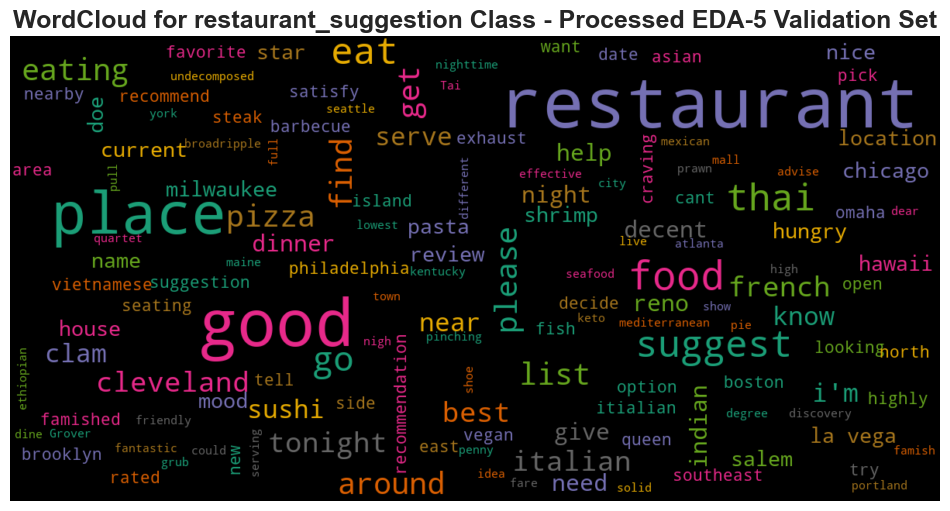 WordCloud for restaurant_suggestion Class - Processed EDA-5 Validation Set
favorite star eat want date asian nice
eating undecomposed nighttime pick
nearby doe recommend satisfy get Tai restaurant
york steak seattle
barbecue serve exhaust mexican location
current broadripple full find help craving mall
area pull effective prawn advise chicago
milwaukee island different night city cant thai
place pizza lowest pasta shrimp omaha dear
quartet dinner decent hungry
name maine review please live atlanta
philadelphia kentucky seafood food high hawaii
vietnamese suggestion french open
seating town decide reno show
house good near keto know
clam nigh pinching fish mediterranean pie
go suggest looking north
ethiopian cleveland tell recommendation shoe list option boston i'm highly
mood sushi side itialian degree discovery
famished friendly best indian
dine Grover tonight east vegan give queen la vega
fantastic could penny famish
brooklyn grub new serving italian salem
rated around idea need southeast try
fare solid portland